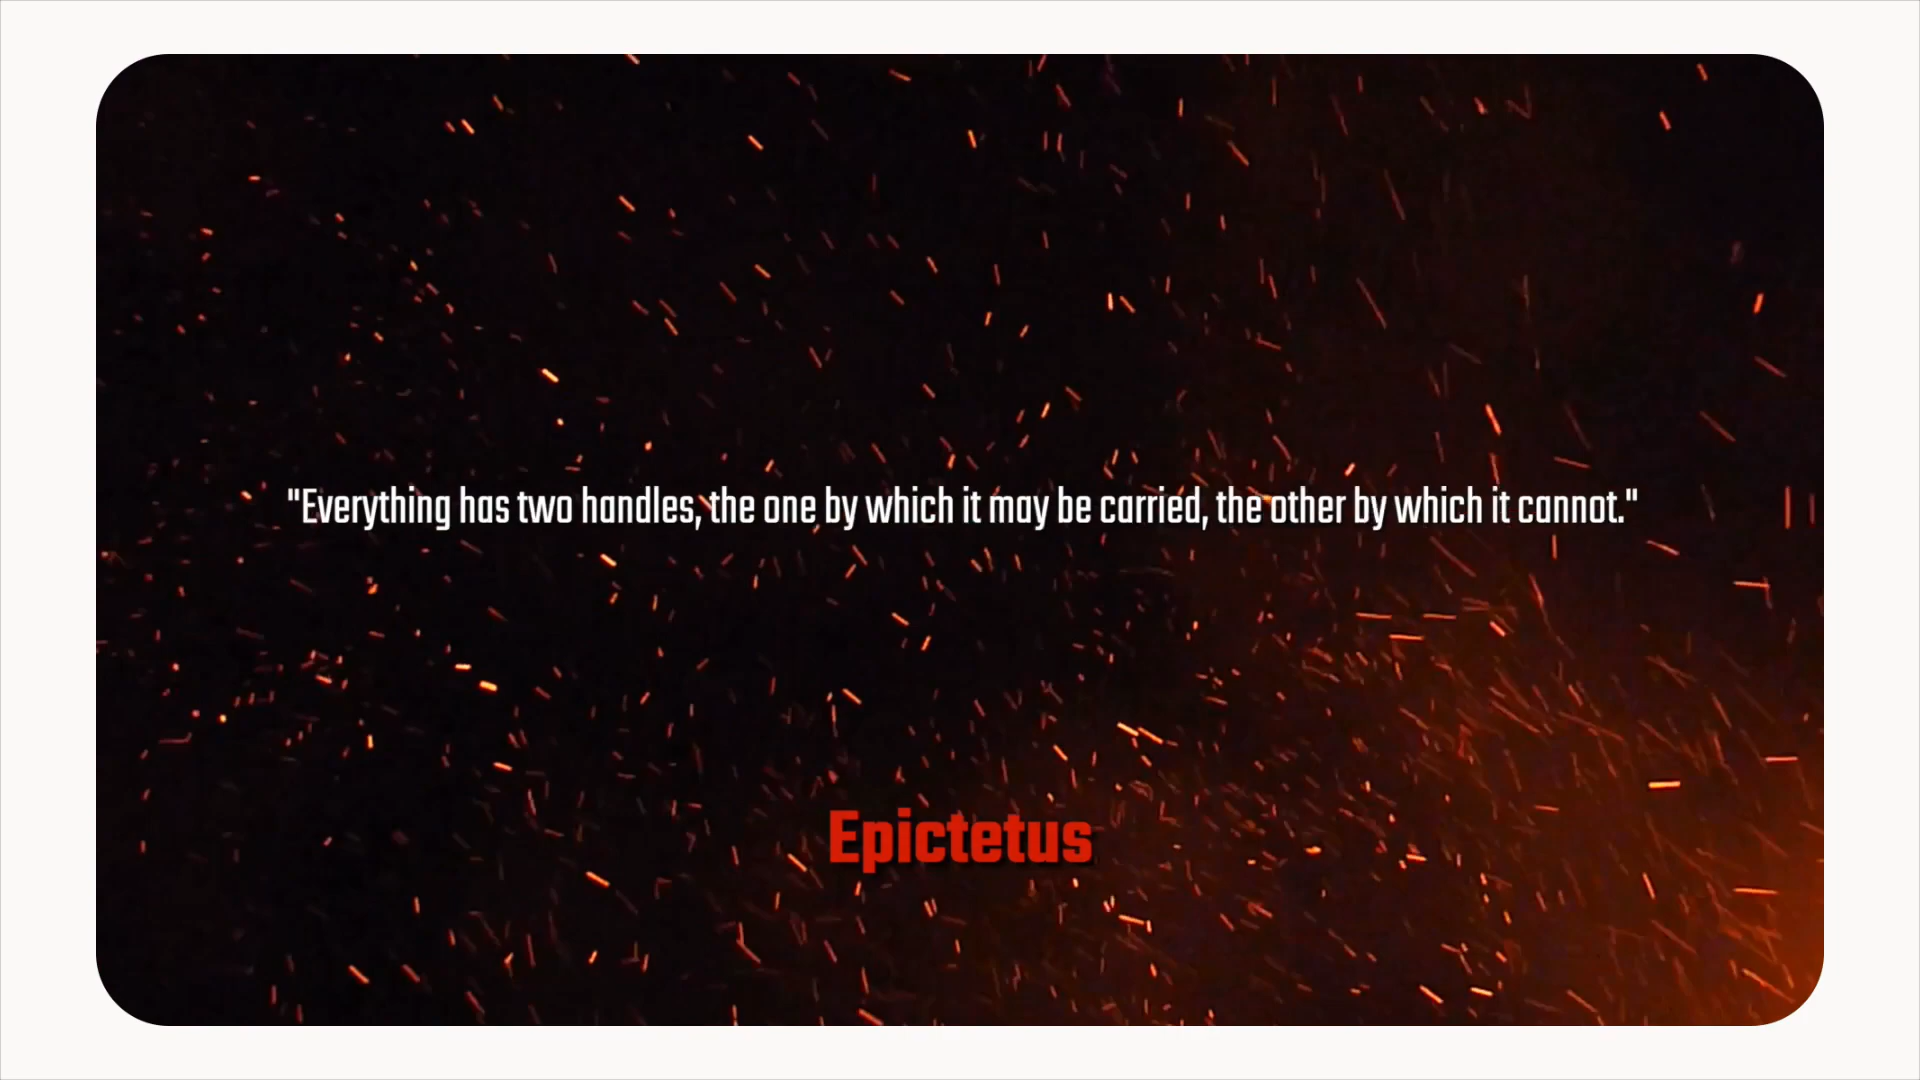 "Everything has two handles, the one by which it may be carried, the other by which it cannot."
Epictetus